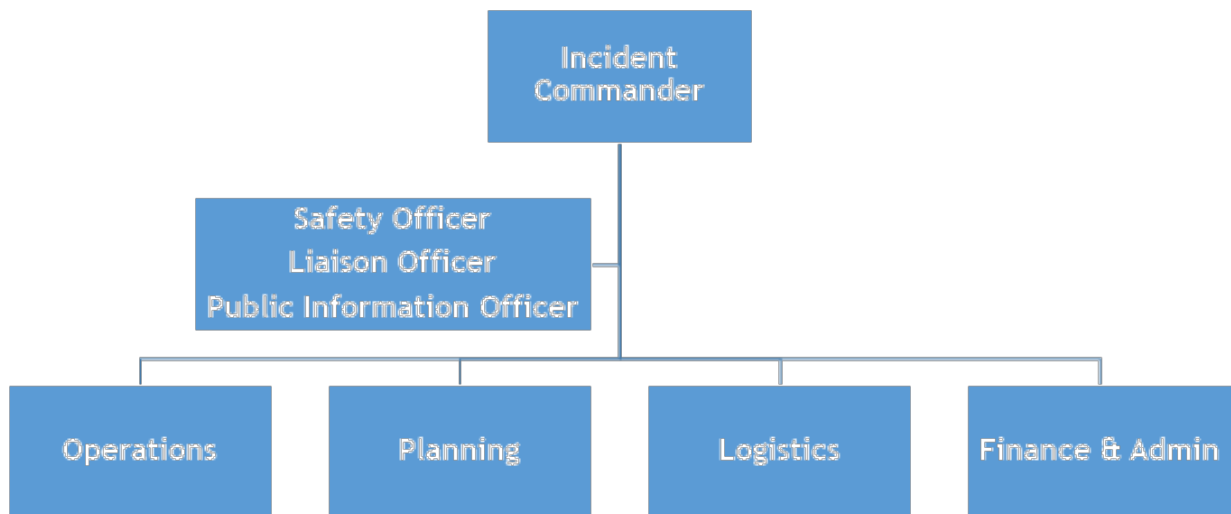 Incident
Commander
Safety Officer
Liaison Officer
Public Information Officer
Operations
Planning
Logistics
Finance & Admin